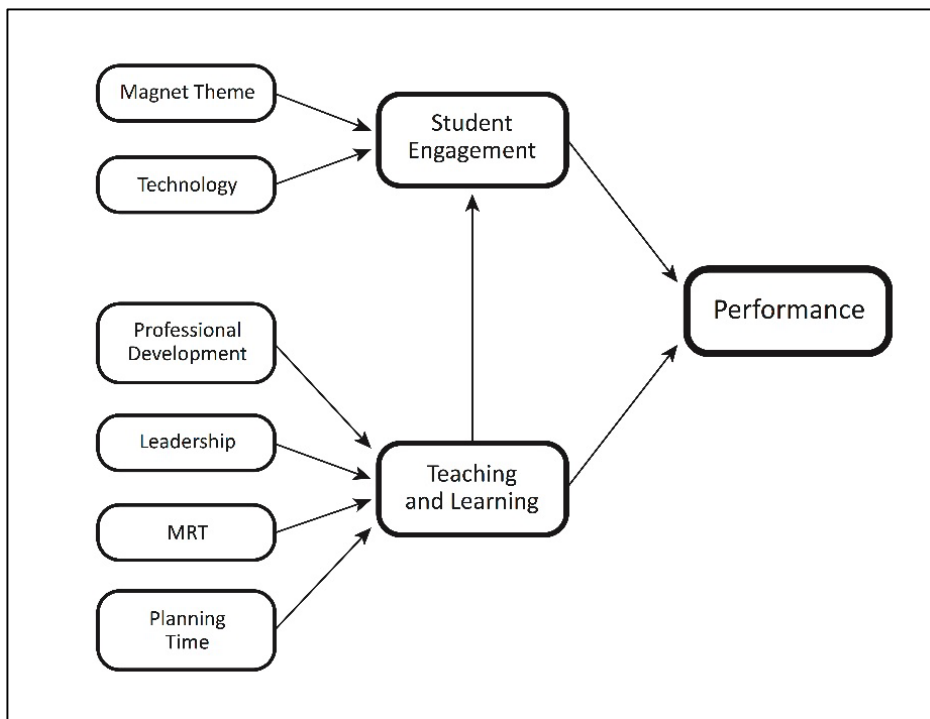 Magnet Theme
Technology
Student
Engagement
Performance
Professional
Development
Leadership
MRT
Planning
Time
Teaching
and Learning